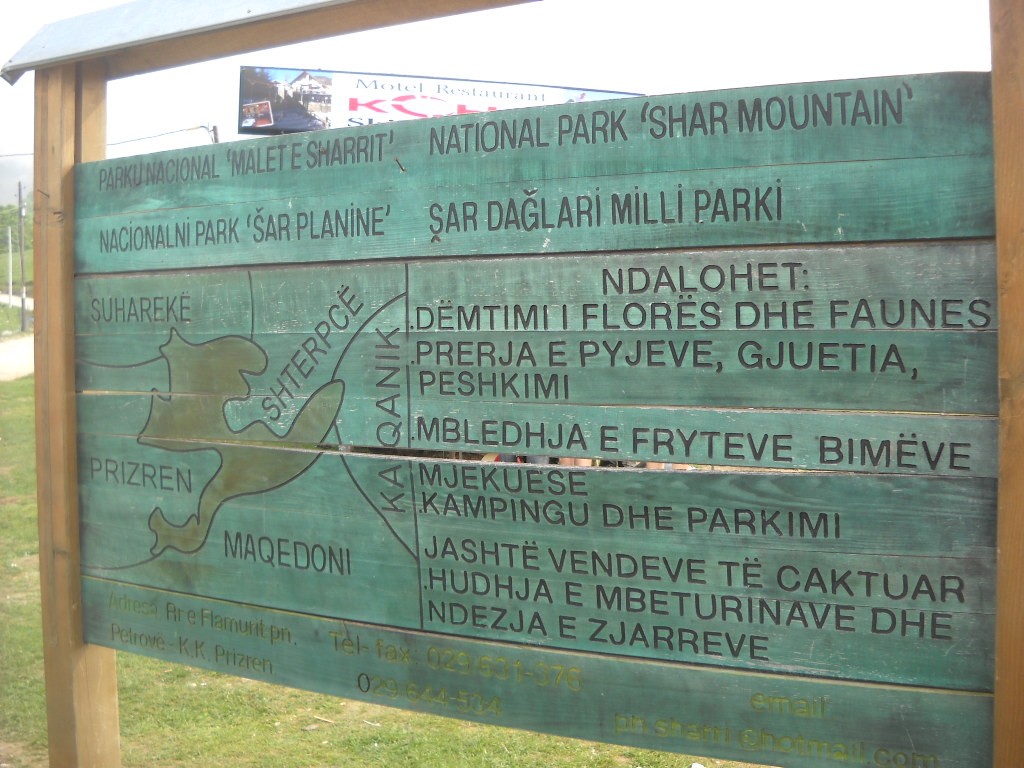 Motel Restaurant
PARKU NACIONAL 'MALET E SHARRIT'
NATIONAL PARK 'SHAR MOUNTAIN'
NACIONALNI PARK 'ŠAR PLANINE'
ŞAR DAĞLARİ MİLLİ PARKİ
SUHAREKË
SHTERPCË
KAÇANIK
PRIZREN
MAQEDONI
NDALOHET:
.DËMTIMI I FLORËS DHE FAUNES
.PRERJA E PYJEVE, GJUETIA,
PESHKIMI
.MBLEDHJA E FRYTEVE BIMËVE
MJEKUESE
.KAMPINGU DHE PARKIMI
JASHTË VENDEVE TË CAKTUAR
.HUDHJA E MBETURINAVE DHE
NDEZJA E ZJARREVE
Flamurit pn.
Petrovë - K.K. Prizren
Tel- fax 029 631-376
029 644-534
email
pri.sharri@hotmail.com